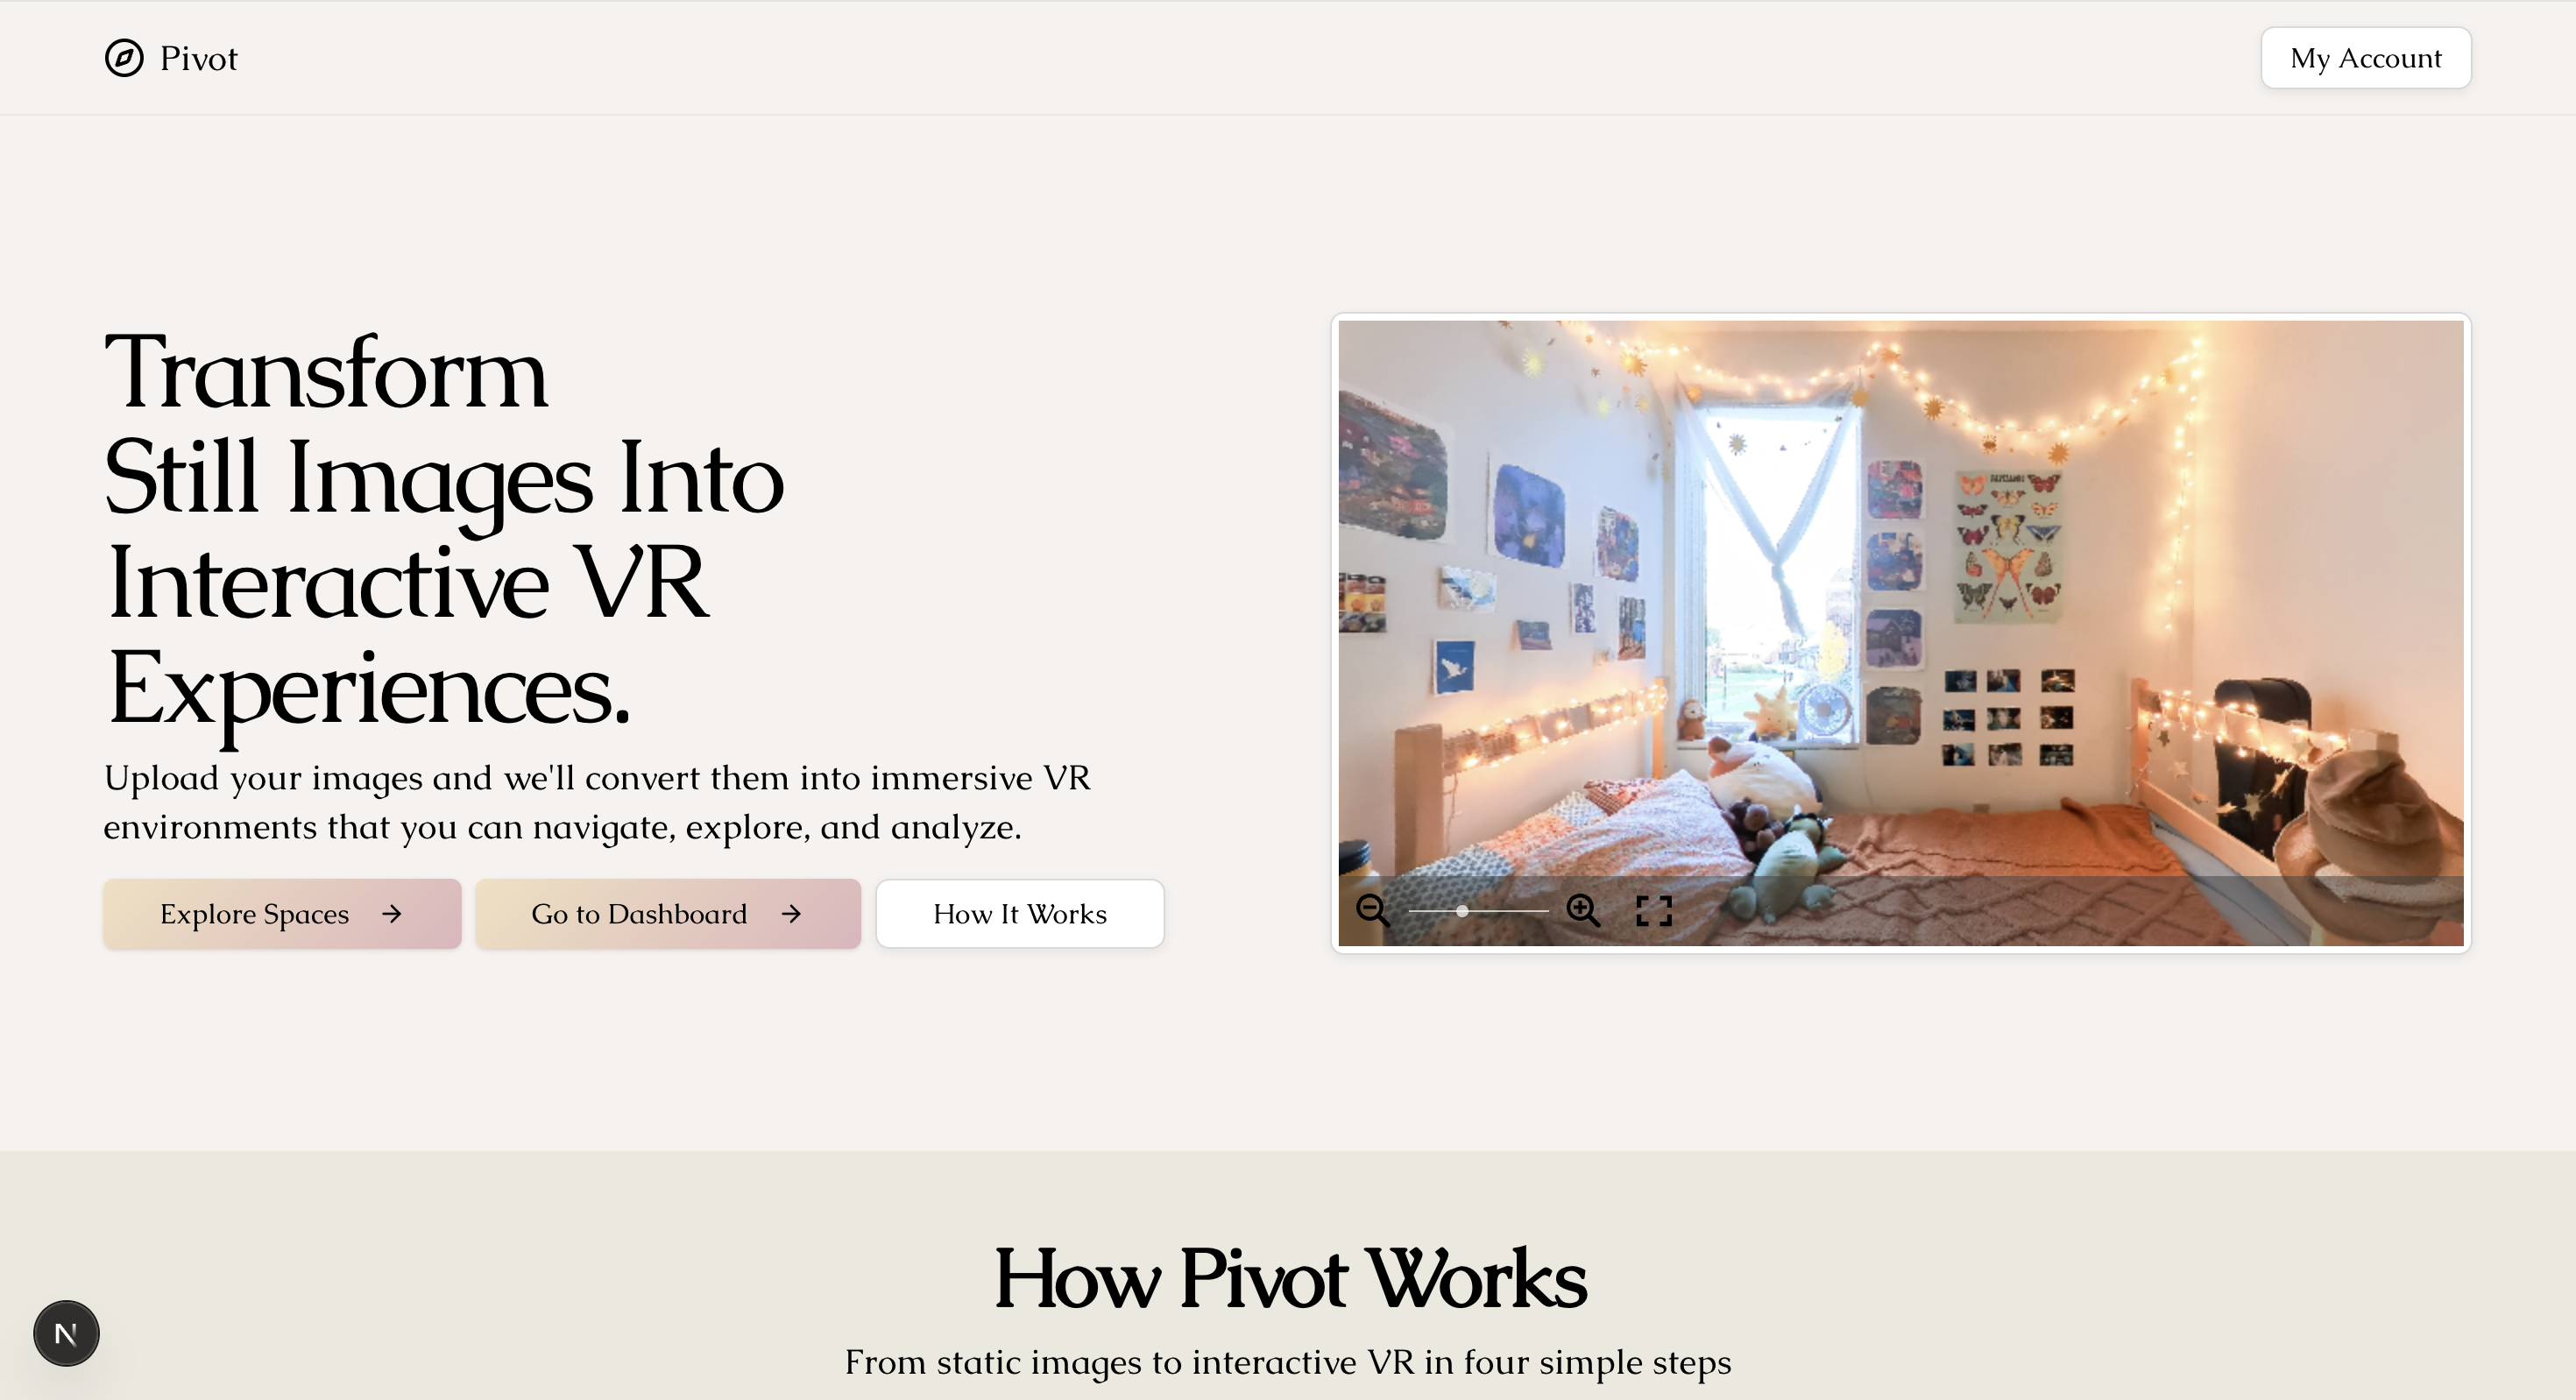 Pivot
My Account
Transform
Still Images Into
Interactive VR
Experiences.
Upload your images and we'll convert them into immersive VR
environments that you can navigate, explore, and analyze.
Explore Spaces →
Go to Dashboard →
How It Works
How Pivot Works
From static images to interactive VR in four simple steps
N